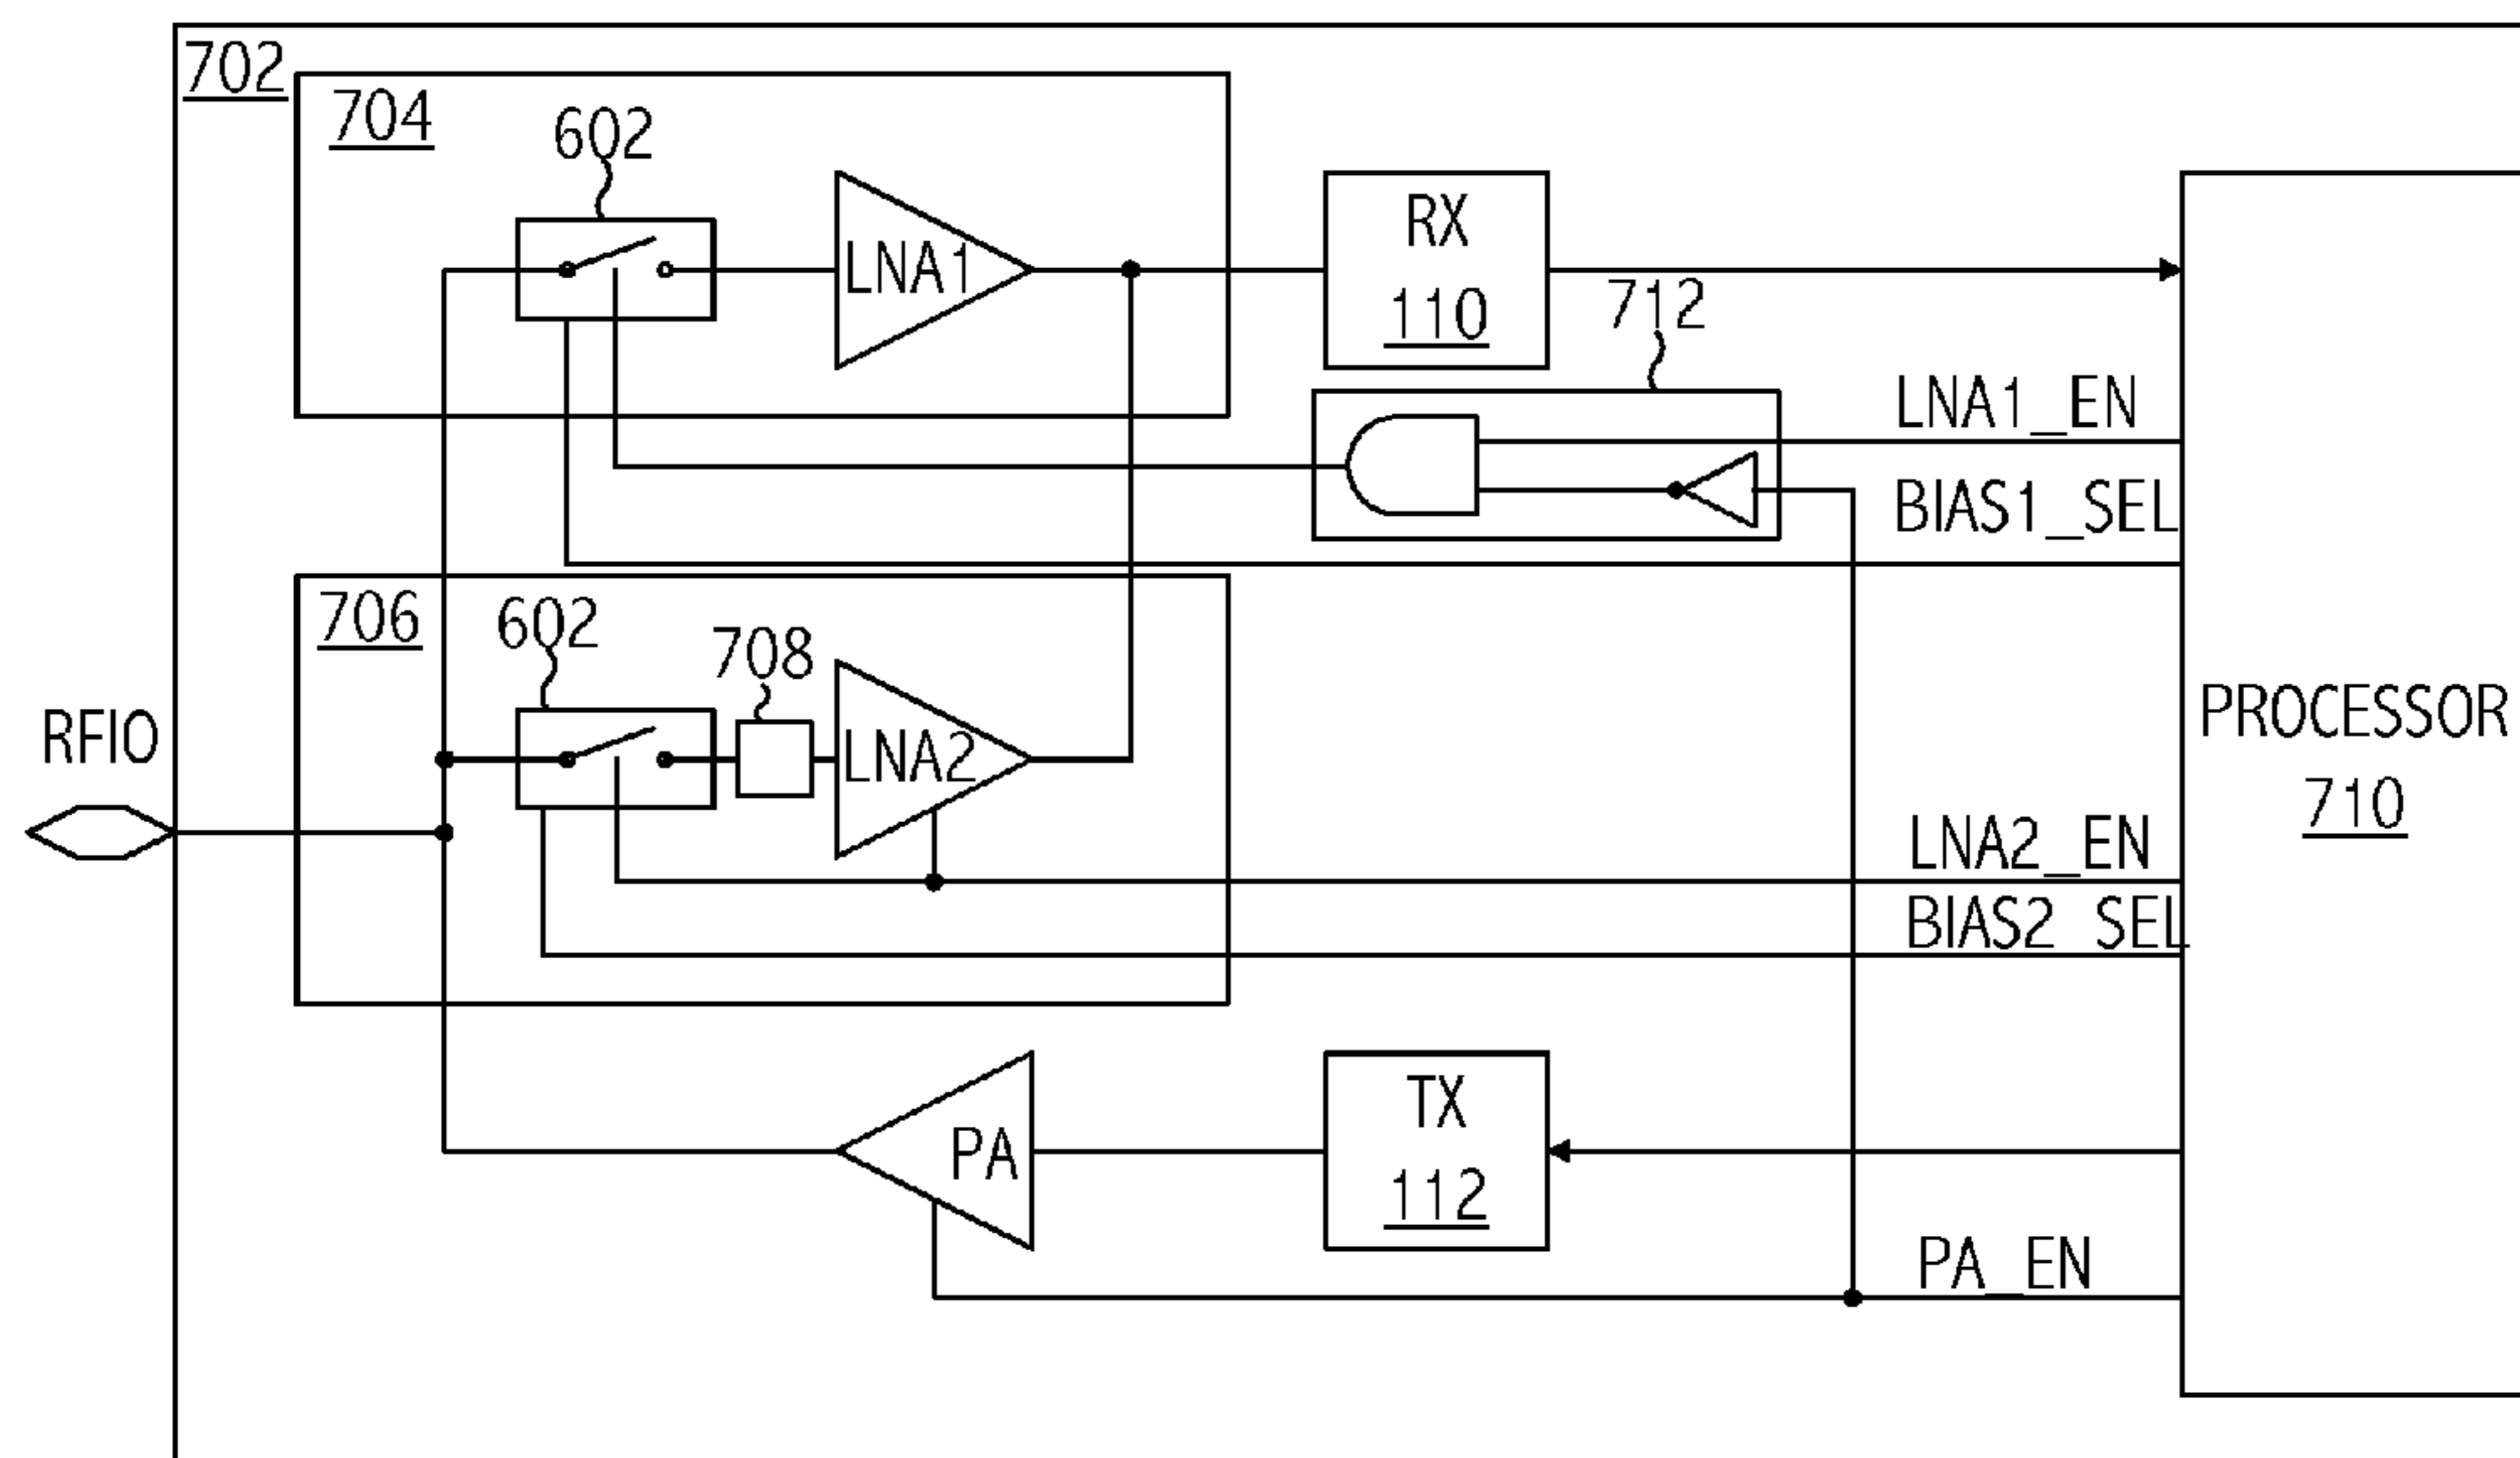 702
704
602
LNA1
RX
110
712
LNA1_EN
BIAS1_SEL
706
602
708
LNA2
RFIO
PROCESSOR
710
LNA2_EN
BIAS2_SEL
PA
TX
112
PA_EN